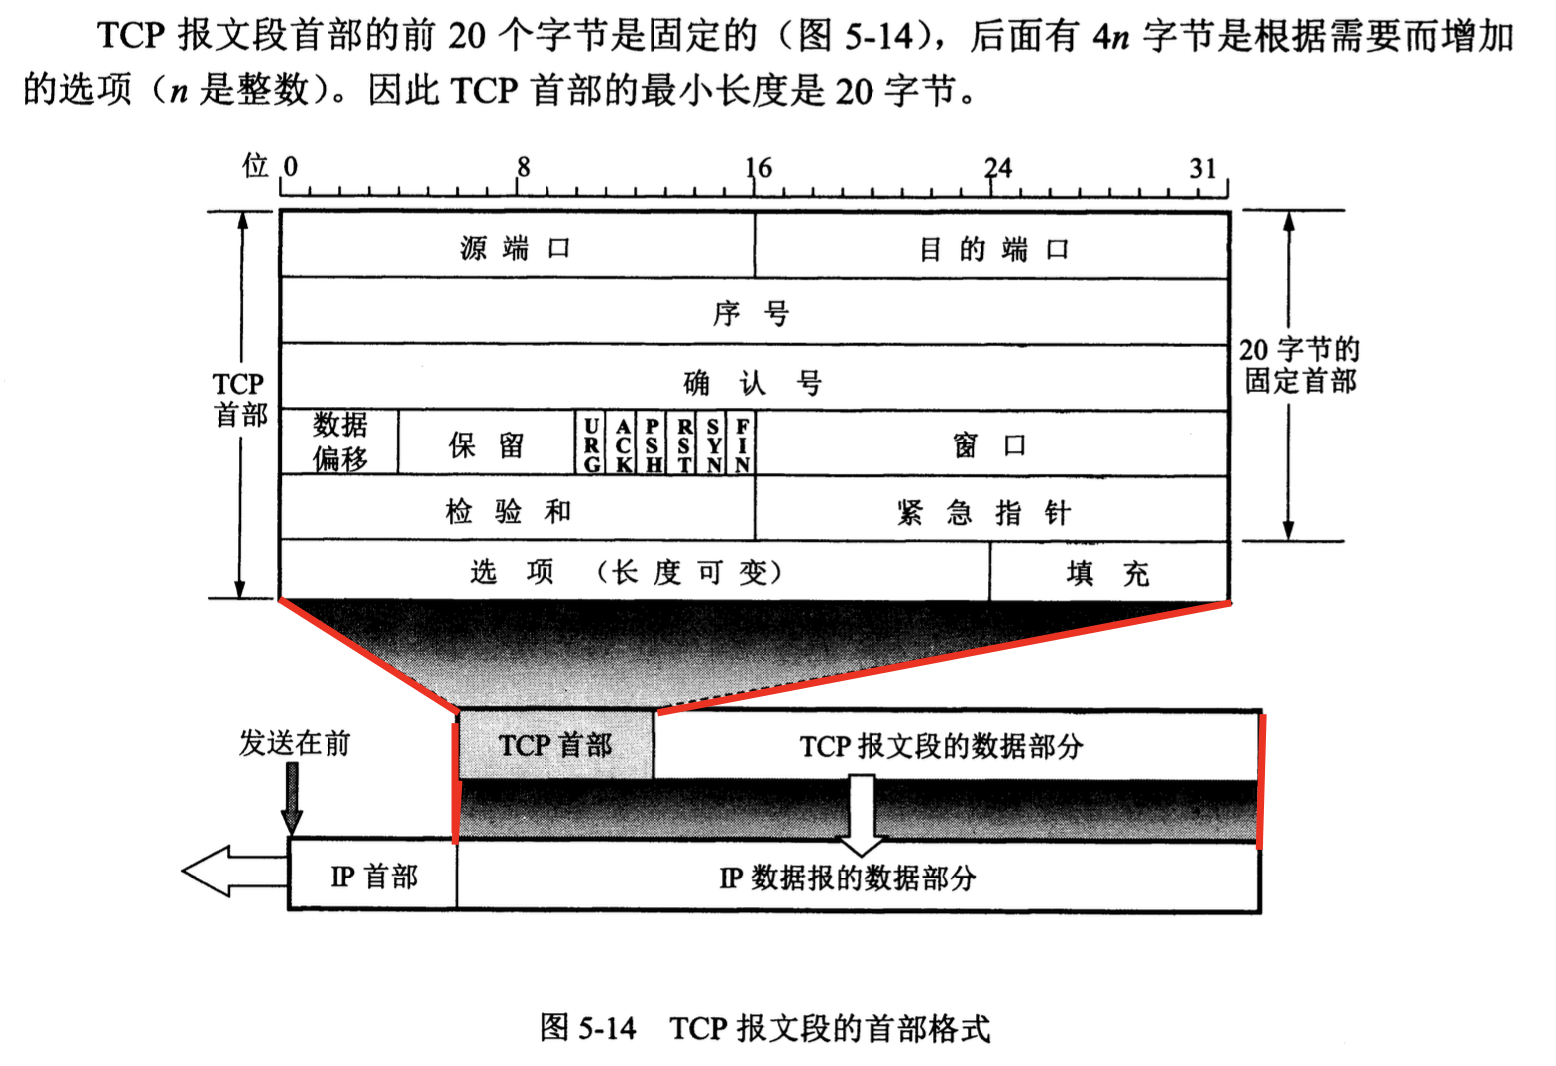 TCP 报文段首部的前 20 个字节是固定的（图 5-14），后面有 4n 字节是根据需要而增加
的选项（n 是整数）。因此 TCP 首部的最小长度是 20 字节。
位 0 8 16 24 31
源端口 目的端口
序号
确认号
20 字节的
固定首部
TCP
首部
数据
偏移
保留
URG
ACK
PSH
RST
SYN
FIN
窗口
检验和 紧急指针
选项（长度可变） 填充
发送在前
TCP 首部 TCP 报文段的数据部分
IP 首部 IP 数据报的数据部分
图 5-14 TCP 报文段的首部格式